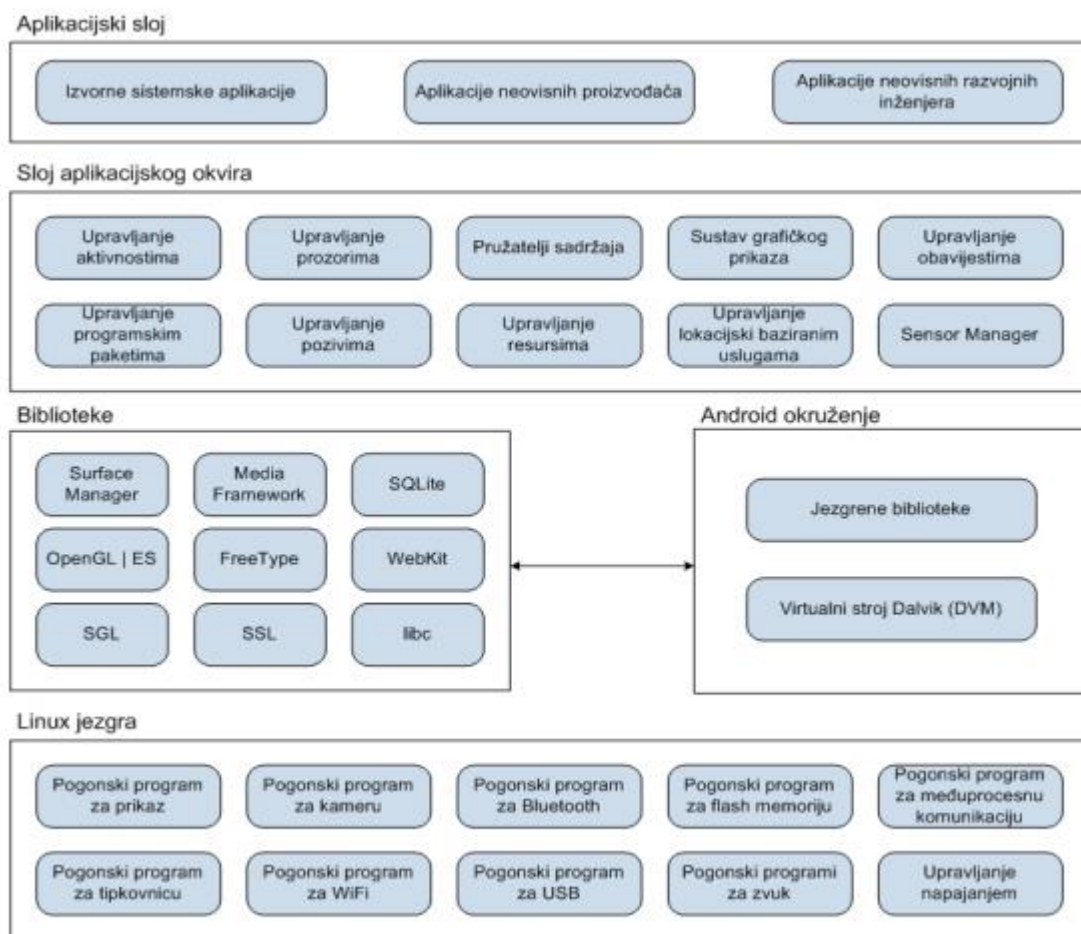 Aplikacijski sloj
Izvorne sistemske aplikacije
Aplikacije neovisnih proizvođača
Aplikacije neovisnih razvojnih
inženjera
Sloj aplikacijskog okvira
Upravljanje
aktivnostima
Upravljanje
prozorima
Pružatelji sadržaja
Sustav grafičkog
prikaza
Upravljanje
obavijestima
Upravljanje
programskim
paketima
Upravljanje
pozivima
Upravljanje
resursima
Upravljanje
lokacijski baziranim
uslugama
Sensor Manager
Biblioteke
Surface
Manager
Media
Framework
SQLite
OpenGL | ES
FreeType
WebKit
SGL
SSL
libc
Android okruženje
Jezgrene biblioteke
Virtualni stroj Dalvik (DVM)
Linux jezgra
Pogonski program
za prikaz
Pogonski program
za kameru
Pogonski program
za Bluetooth
Pogonski program
za flash memoriju
Pogonski program
za međuprocesnu
komunikaciju
Pogonski program
za tipkovnicu
Pogonski program
za WiFi
Pogonski program
za USB
Pogonski programi
za zvuk
Upravljanje
napajanjem